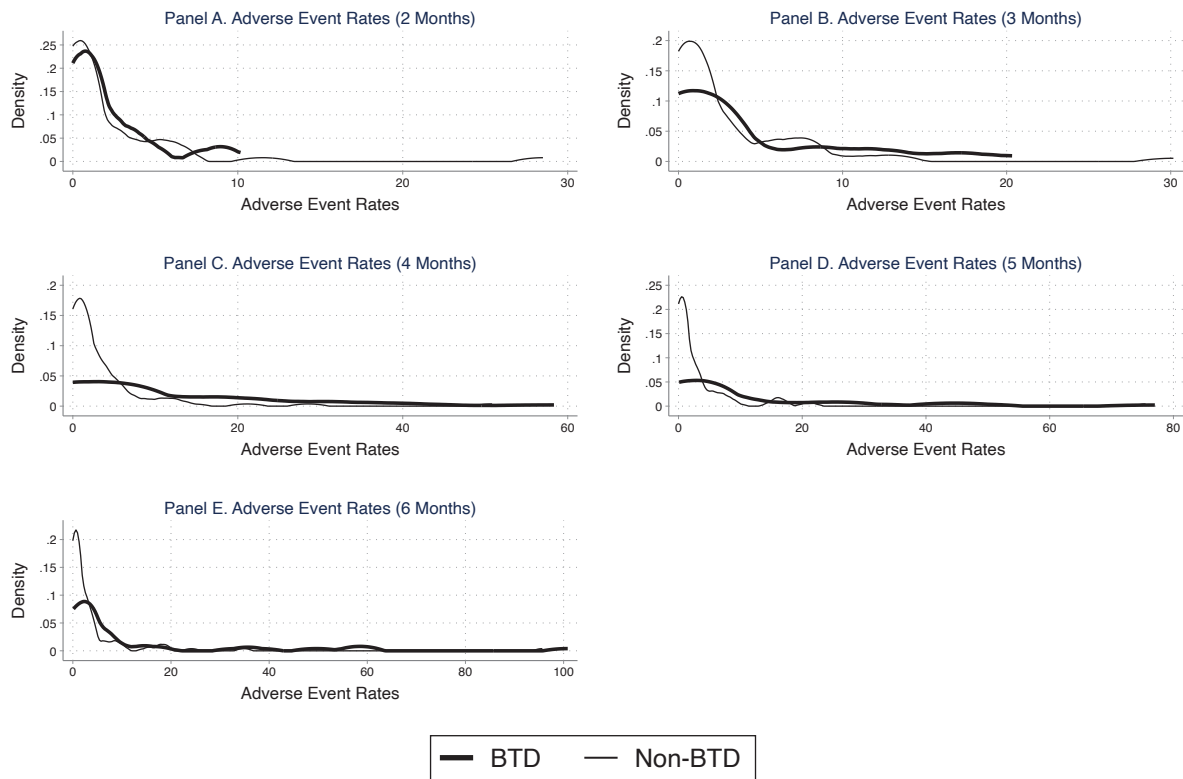 Panel A. Adverse Event Rates (2 Months)
Density
.25
.2
.15
.1
.05
0
0 10 20 30
Adverse Event Rates
Panel B. Adverse Event Rates (3 Months)
Density
.2
.15
.1
.05
0
0 10 20 30
Adverse Event Rates
Panel C. Adverse Event Rates (4 Months)
Density
.2
.15
.1
.05
0
0 20 40 60
Adverse Event Rates
Panel D. Adverse Event Rates (5 Months)
Density
.25
.2
.15
.1
.05
0
0 20 40 60 80
Adverse Event Rates
Panel E. Adverse Event Rates (6 Months)
Density
.2
.15
.1
.05
0
0 20 40 60 80 100
Adverse Event Rates
BTD Non-BTD